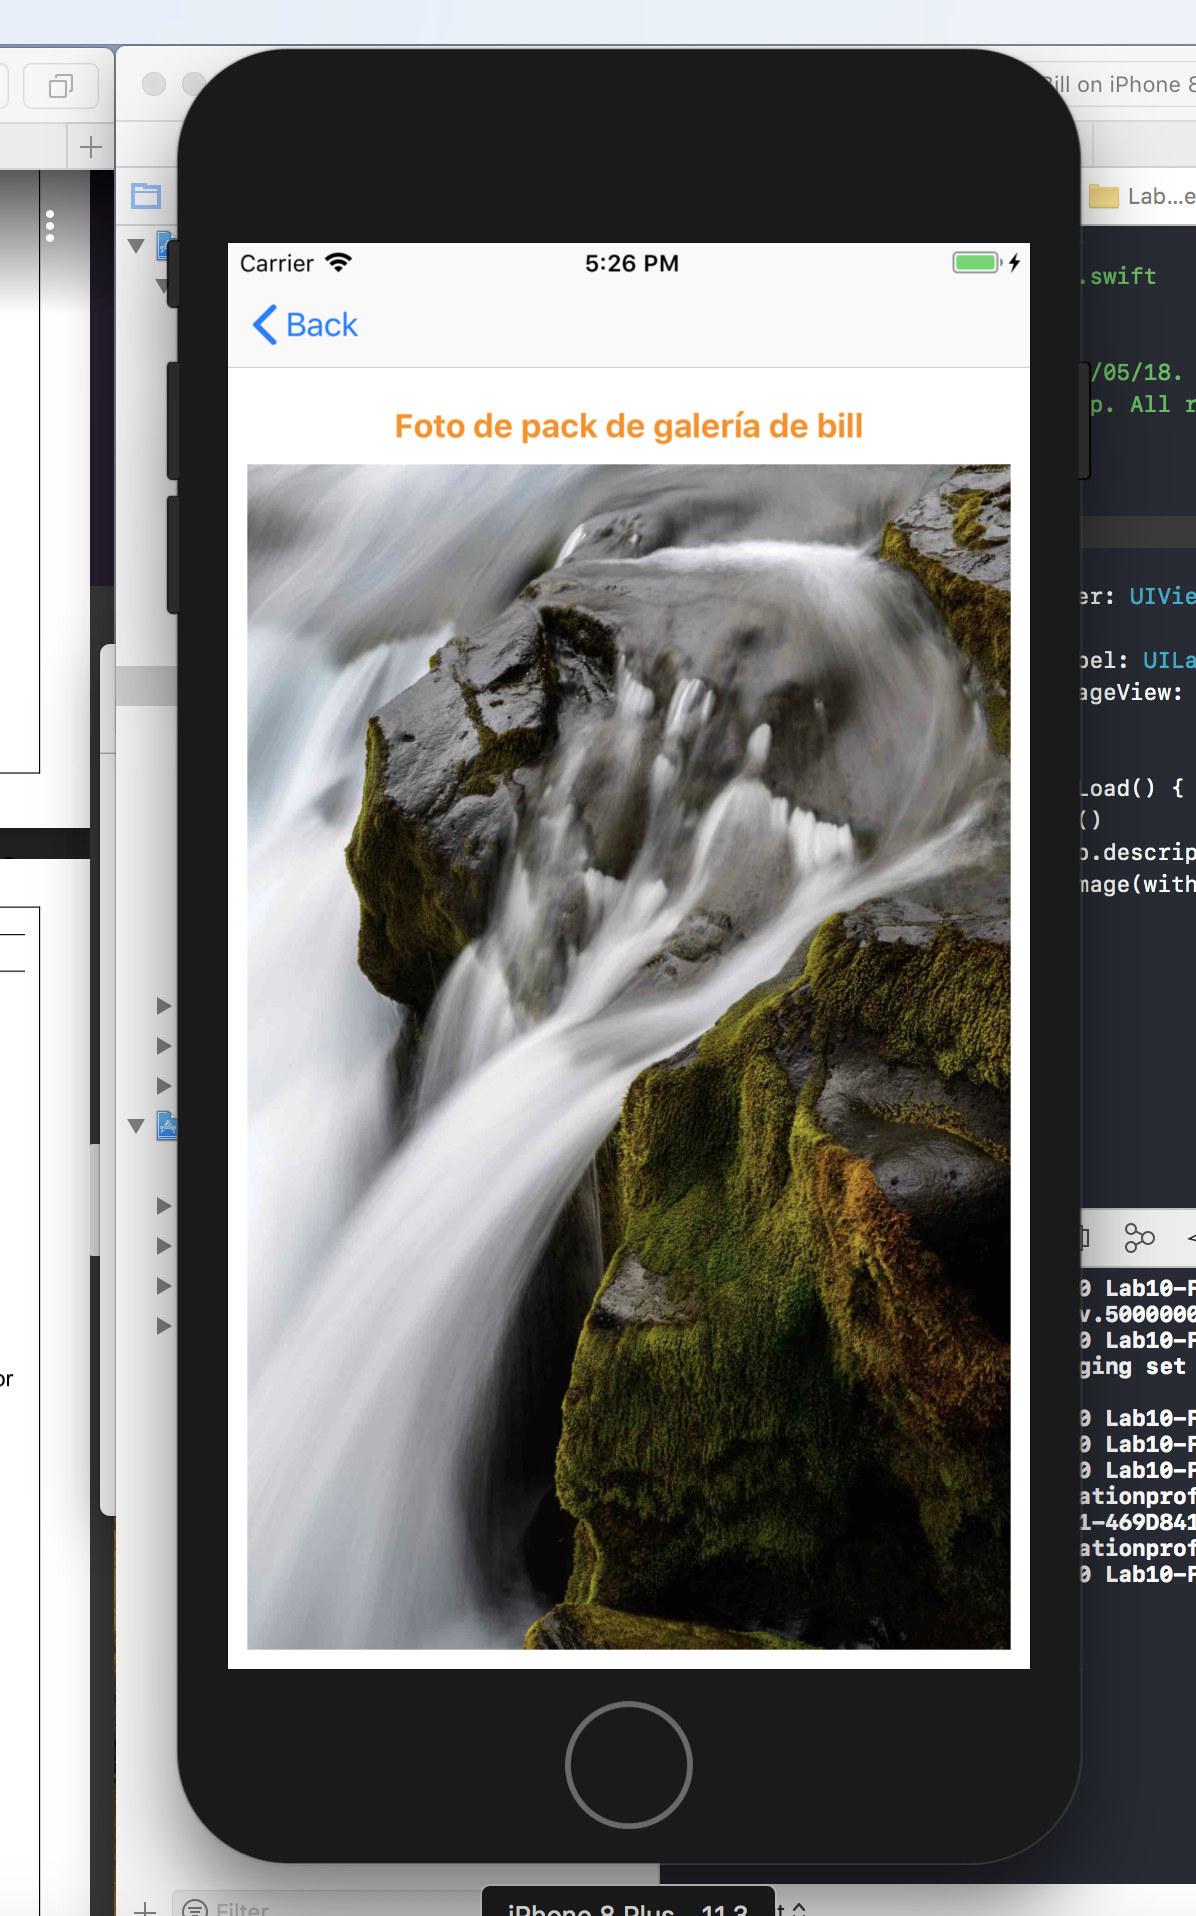 Bill on iPhone 8
Lab...e
Carrier
5:26 PM
Back
Foto de pack de galería de bill
.swift
/05/18.
p. All r
er: UIVie
bel: UILa
ageView:
Load() {
()
p.descrip
mage(with
or
0 Lab10-F
v.5000000
0 Lab10-F
ging set
0 Lab10-F
0 Lab10-F
0 Lab10-F
ationprof
1-469D841
ationprof
0 Lab10-F
Filter
iPhone 8 Plus – 11.3